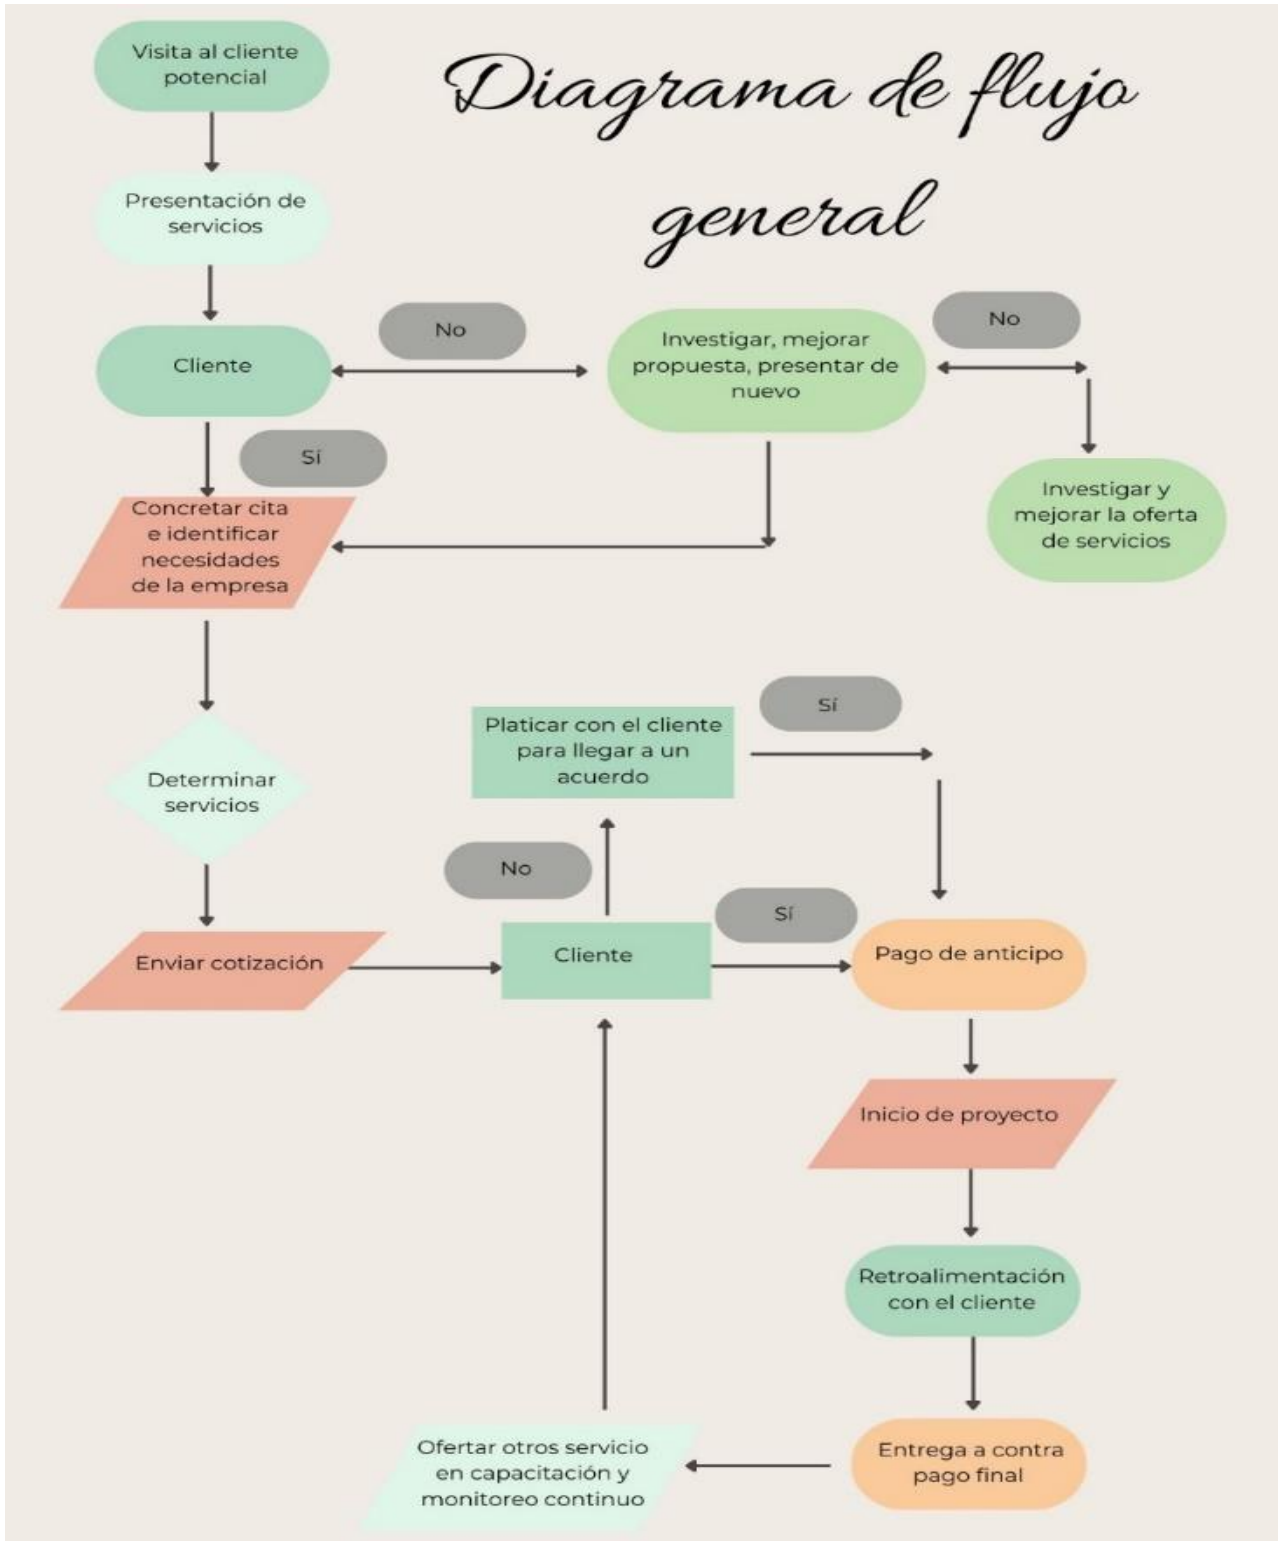 Diagrama de flujo
general
Visita al cliente
potencial
Presentación de
servicios
Cliente
No
Investigar, mejorar
propuesta, presentar de
nuevo
No
Investigar y
mejorar la oferta
de servicios
Sí
Concretar cita
e identificar
necesidades
de la empresa
Determinar
servicios
Enviar cotización
Cliente
No
Platicar con el cliente
para llegar a un
acuerdo
Sí
Sí
Pago de anticipo
Inicio de proyecto
Retroalimentación
con el cliente
Entrega a contra
pago final
Ofertar otros servicio
en capacitación y
monitoreo continuo